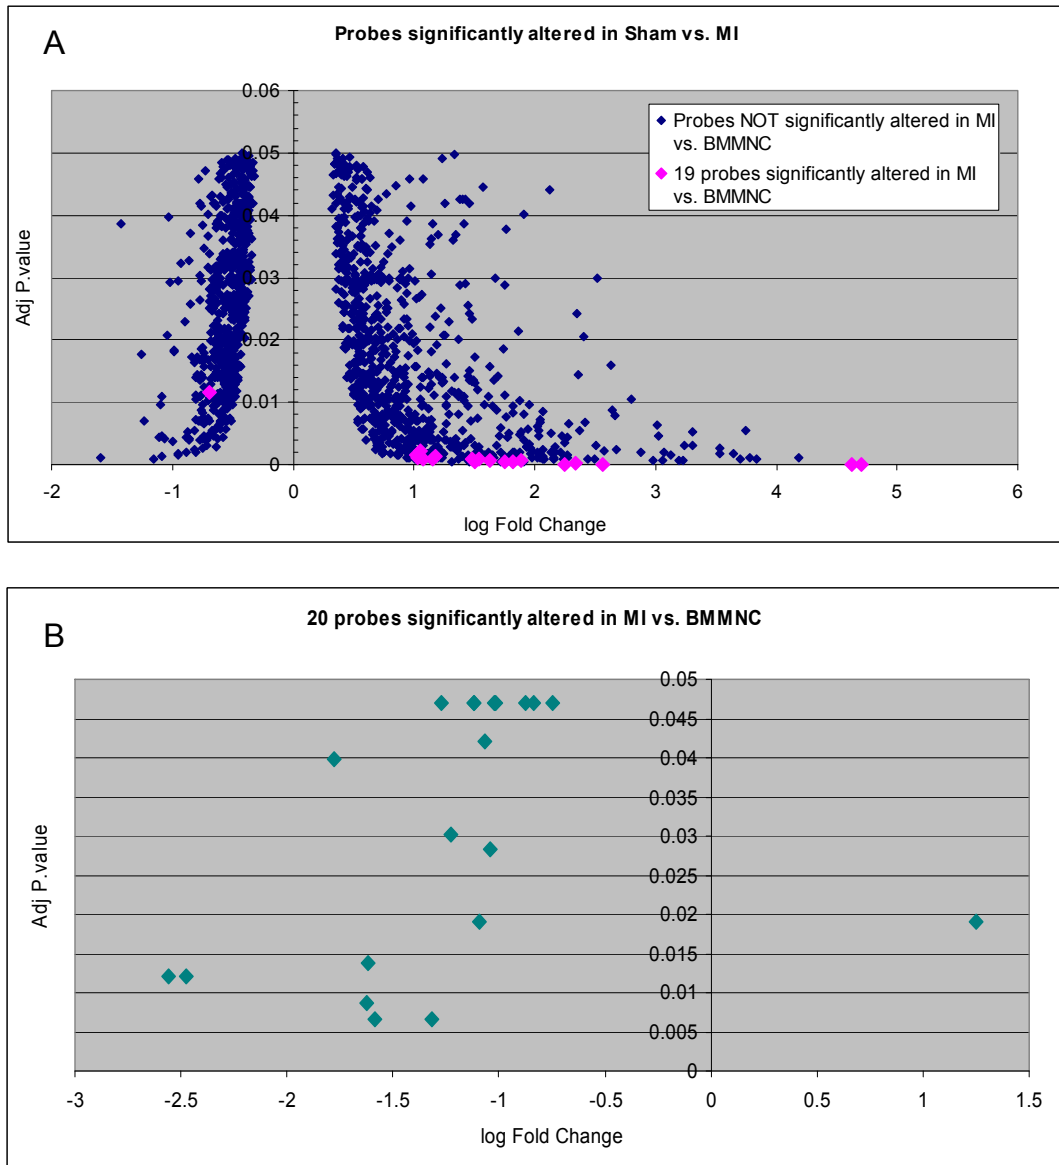 A
Probes significantly altered in Sham vs. MI
0.06
0.05
0.04
0.03
0.02
0.01
0
Adj P.value
Probes NOT significantly altered in MI
vs. BMMNC
19 probes significantly altered in MI
vs. BMMNC
-2 -1 0 1 2 3 4 5 6
log Fold Change
B
20 probes significantly altered in MI vs. BMMNC
0.05
0.045
0.04
0.035
0.03
0.025
0.02
0.015
0.01
0.005
0
Adj P.value
-3 -2.5 -2 -1.5 -1 -0.5 0 0.5 1 1.5
log Fold Change